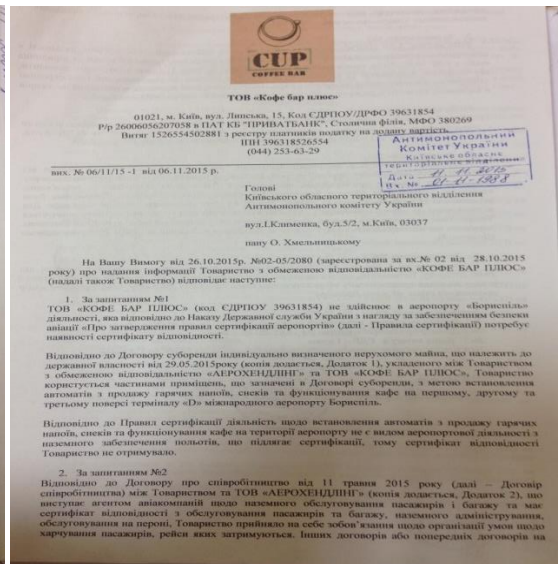 CUP
COFFEE BAR
ТОВ «Кофе бар плюс»
01021, м. Київ, вул. Липська, 15, Код ЄДРПОУ/ДРФО 39631854
Р/р 26006056207058 в ПАТ КБ "ПРИВАТБАНК", Столична філія, МФО 380269
Витяг 1526554502881 з реєстру платників податку на додану вартість
ІПН 396318526554
(044) 253-63-29
Антимонопольний
Комітет України
Київське обласне
територіальне відділення
Дата 11 11 2015
Вх. № 01-11-1988
вих. № 06/11/15 -1 від 06.11.2015 р.
Голові
Київського обласного територіального відділення
Антимонопольного комітету України
вул.І.Клименка, буд.5/2, м.Київ, 03037
пану О. Хмельницькому
На Вашу Вимогу від 26.10.2015р. №02-05/2080 (зареєстрована за вх.№ 02 від 28.10.2015
року) про надання інформації Товариство з обмеженою відповідальністю «КОФЕ БАР ПЛЮС»
(надалі також Товариство) відповідає наступне:
1. За запитанням №1
ТОВ «КОФЕ БАР ПЛЮС» (код ЄДРПОУ 39631854) не здійснює в аеропорту «Бориспіль»
діяльності, яка відповідно до Наказу Державної служби України з нагляду за забезпеченням безпеки
авіації «Про затвердження правил сертифікації аеропортів» (далі - Правила сертифікації) потребує
наявності сертифікату відповідності.
Відповідно до Договору суборенди індивідуально визначеного нерухомого майна, що належить до
державної власності від 29.05.2015року (копія додається, Додаток 1), укладеного між Товариством
з обмеженою відповідальністю «АЕРОХЕНДЛІНГ» та ТОВ «КОФЕ БАР ПЛЮС», Товариство
користується частинами приміщень, що зазначені в Договорі суборенди, з метою встановлення
автоматів з продажу гарячих напоїв, снеків та функціонування кафе на першому, другому та
третьому поверсі терміналу «D» міжнародного аеропорту Бориспіль.
Відповідно до Правил сертифікації діяльність щодо встановлення автоматів з продажу гарячих
напоїв, снеків та функціонування кафе на території аеропорту не є видом аеропортової діяльності з
наземного забезпечення польотів, що підлягає сертифікації, тому сертифікат відповідності
Товариство не отримувало.
2. За запитанням №2
Відповідно до Договору про співробітництво від 11 травня 2015 року (далі – Договір
співробітництва) між Товариством та ТОВ «АЕРОХЕНДЛІНГ» (копія додається, Додаток 2), що
виступає агентом авіакомпаній щодо наземного обслуговування пасажирів і багажу та має
сертифікат відповідності з обслуговування пасажирів та багажу, наземного адміністрування,
обслуговування на пероні, Товариство прийняло на себе зобов'язання щодо організації умов щодо
харчування пасажирів, рейси яких затримуються. Інших договорів або попередніх договорів на